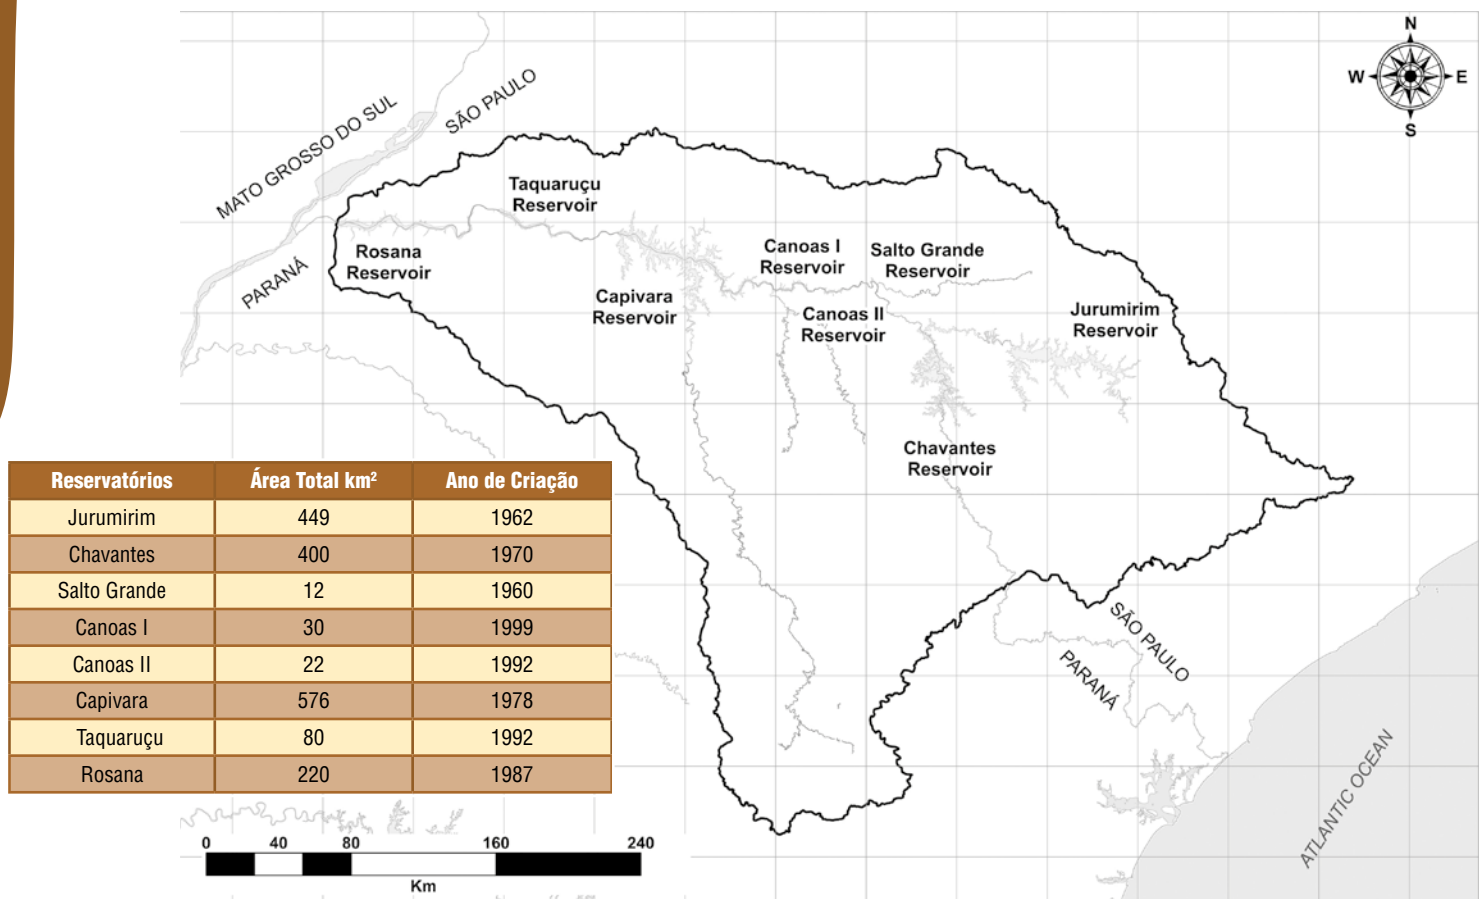 N
W
E
S
MATO GROSSO DO SUL
SÃO PAULO
PARANÁ
Taquaruçu
Reservoir
Rosana
Reservoir
Capivara
Reservoir
Canoas I
Reservoir
Salto Grande
Reservoir
Canoas II
Reservoir
Jurumirim
Reservoir
Chavantes
Reservoir
SÃO PAULO
PARANÁ
ATLANTIC OCEAN
Reservatórios Área Total km² Ano de Criação
Jurumirim 449 1962
Chavantes 400 1970
Salto Grande 12 1960
Canoas I 30 1999
Canoas II 22 1992
Capivara 576 1978
Taquaruçu 80 1992
Rosana 220 1987
0 40 80 160 240
Km